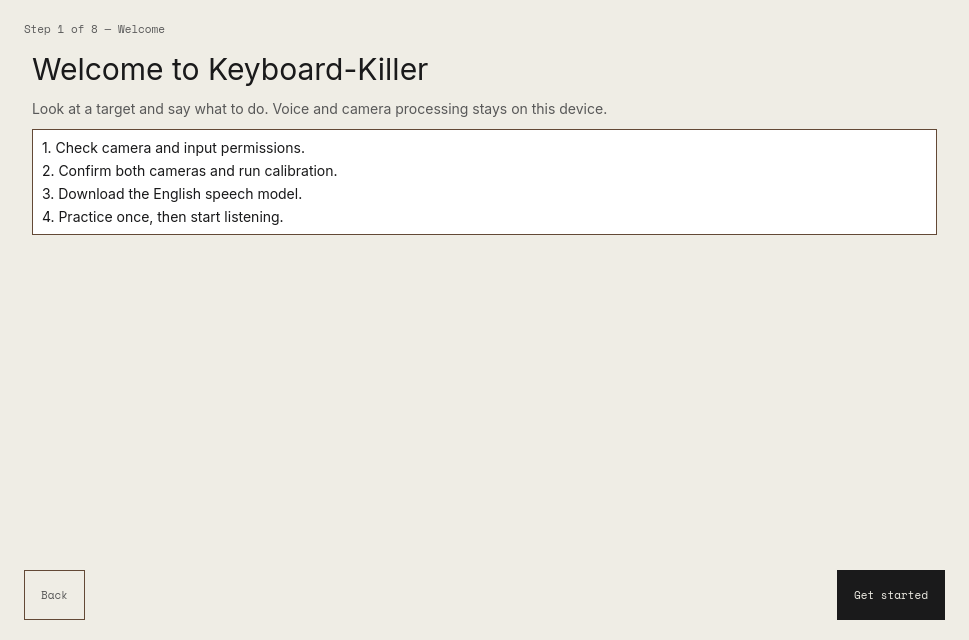 Step 1 of 8 — Welcome
Welcome to Keyboard-Killer
Look at a target and say what to do. Voice and camera processing stays on this device.
1. Check camera and input permissions.
2. Confirm both cameras and run calibration.
3. Download the English speech model.
4. Practice once, then start listening.
Back
Get started